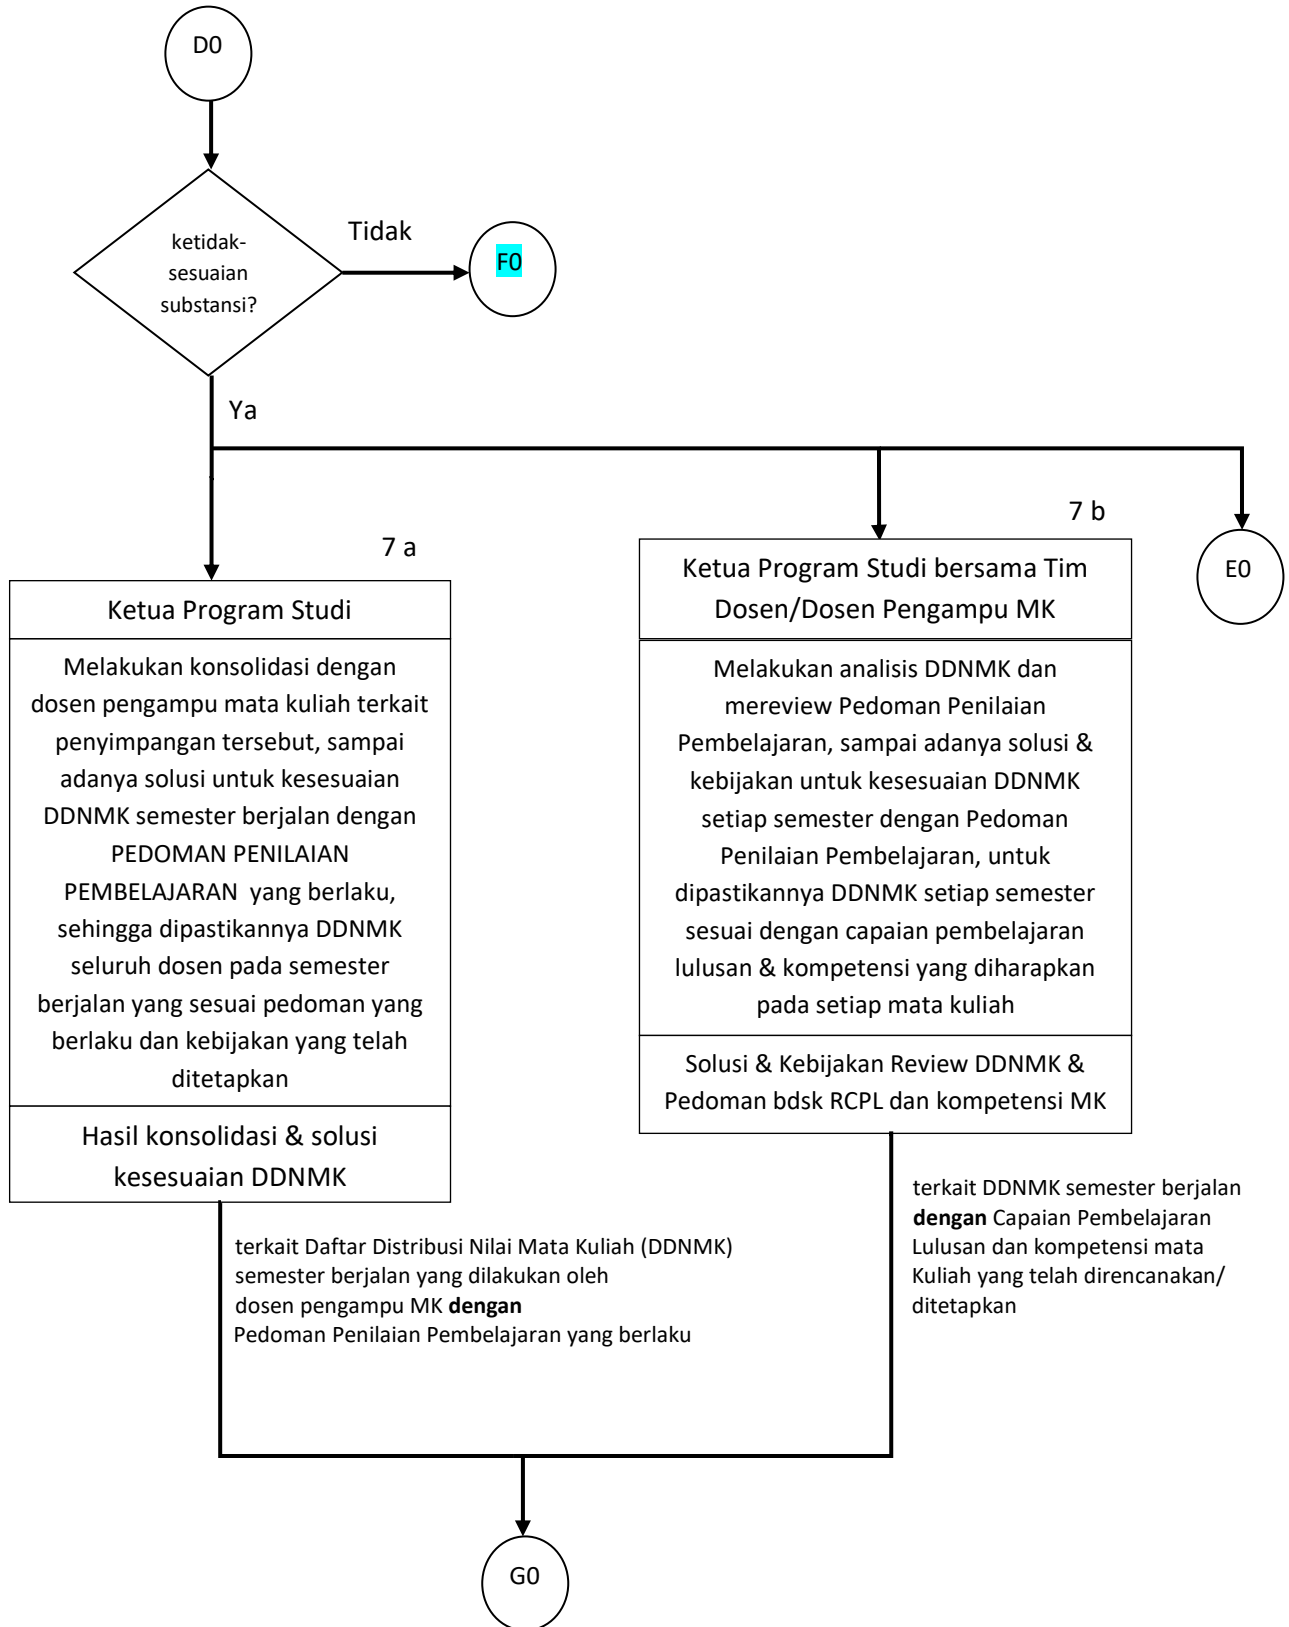 D0
ketidak-
sesuaian
substansi?
Tidak
F0
Ya
7 a
Ketua Program Studi
Melakukan konsolidasi dengan
dosen pengampu mata kuliah terkait
penyimpangan tersebut, sampai
adanya solusi untuk kesesuaian
DDNMK semester berjalan dengan
PEDOMAN PENILAIAN
PEMBELAJARAN yang berlaku,
sehingga dipastikannya DDNMK
seluruh dosen pada semester
berjalan yang sesuai pedoman yang
berlaku dan kebijakan yang telah
ditetapkan
Hasil konsolidasi & solusi
kesesuaian DDNMK
terkait Daftar Distribusi Nilai Mata Kuliah (DDNMK)
semester berjalan yang dilakukan oleh
dosen pengampu MK dengan
Pedoman Penilaian Pembelajaran yang berlaku
7 b
Ketua Program Studi bersama Tim
Dosen/Dosen Pengampu MK
Melakukan analisis DDNMK dan
mereview Pedoman Penilaian
Pembelajaran, sampai adanya solusi &
kebijakan untuk kesesuaian DDNMK
setiap semester dengan Pedoman
Penilaian Pembelajaran, untuk
dipastikannya DDNMK setiap semester
sesuai dengan capaian pembelajaran
lulusan & kompetensi yang diharapkan
pada setiap mata kuliah
Solusi & Kebijakan Review DDNMK &
Pedoman bdsk RCPL dan kompetensi MK
terkait DDNMK semester berjalan
dengan Capaian Pembelajaran
Lulusan dan kompetensi mata
Kuliah yang telah direncanakan/
ditetapkan
E0
G0